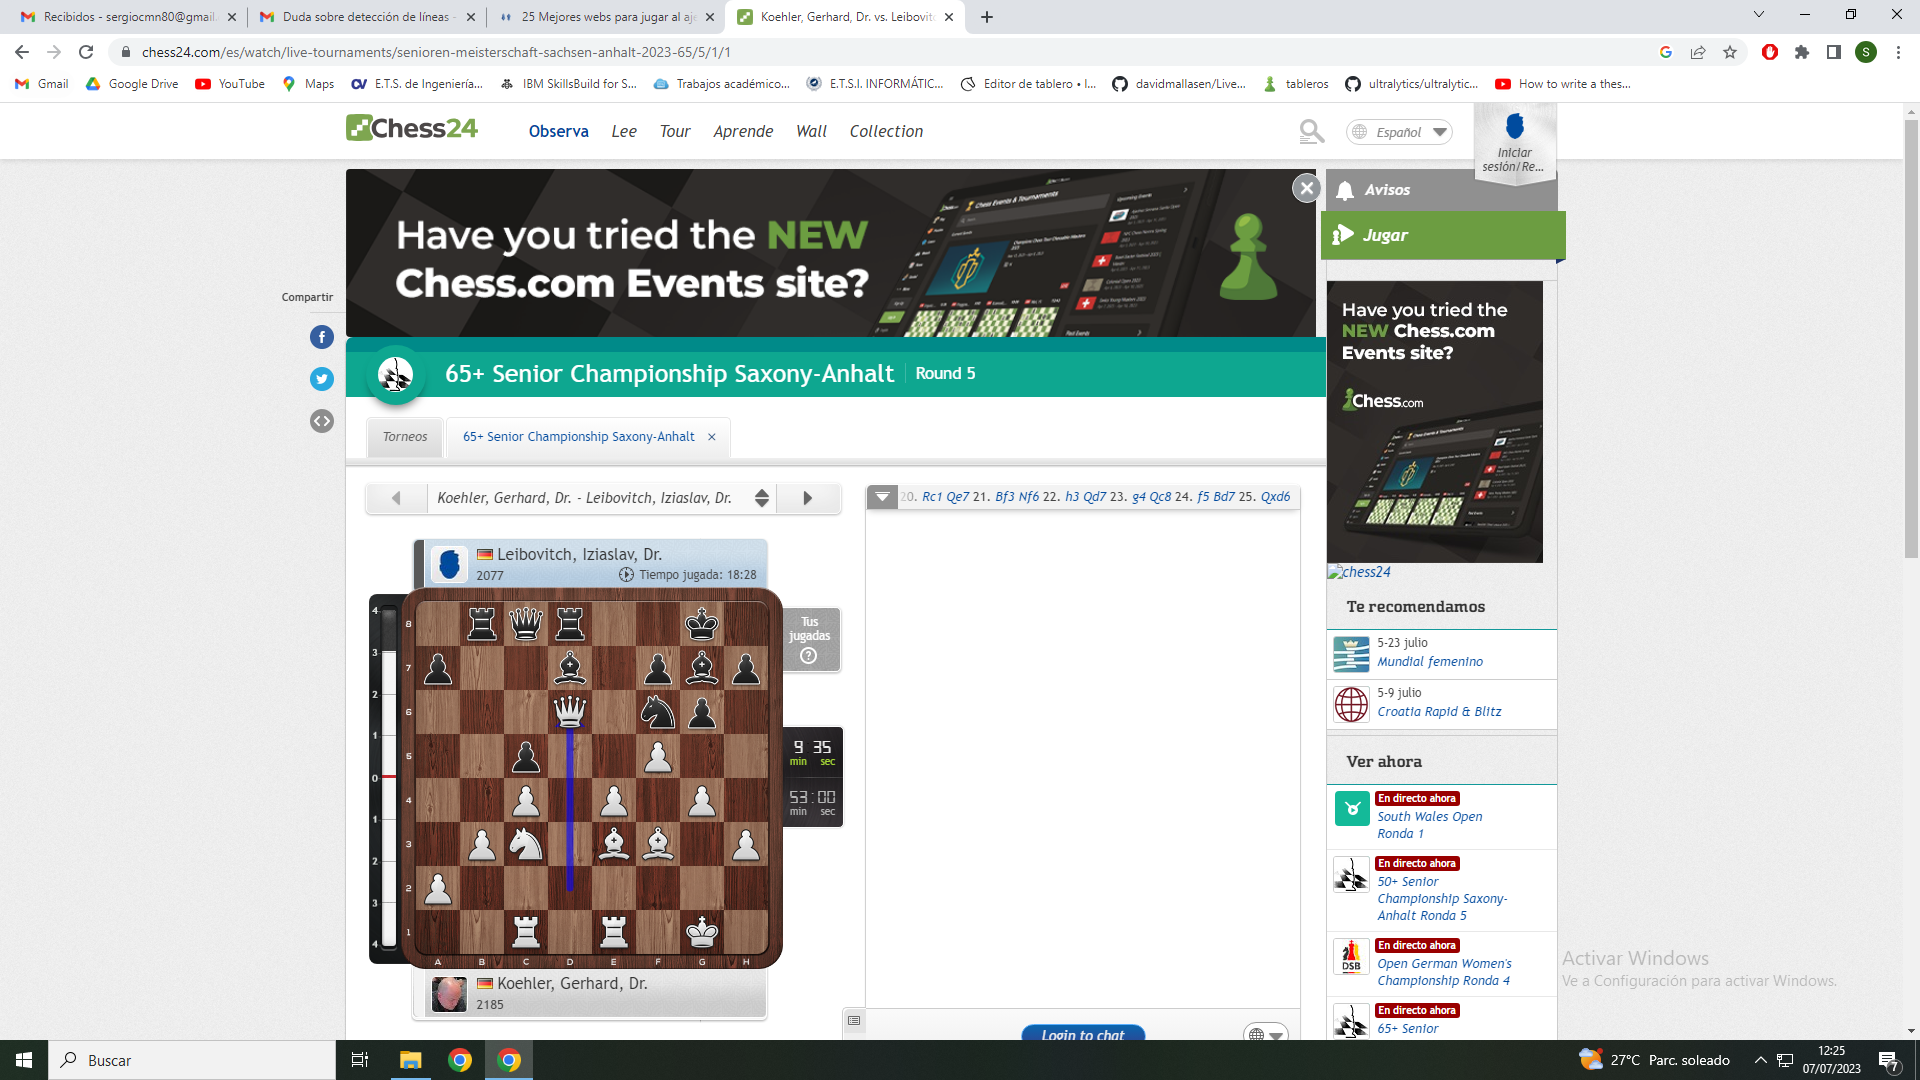 Recibidos - sergiocmn80@gmail.
Duda sobre detección de líneas -
25 Mejores webs para jugar al aje
Koehler, Gerhard, Dr. vs. Leibovit
chess24.com/es/watch/live-tournaments/senioren-meisterschaft-sachsen-anhalt-2023-65/5/1/1
S
Gmail
Google Drive
YouTube
Maps
E.T.S. de Ingeniería...
IBM SkillsBuild for S...
Trabajos académico...
E.T.S.I. INFORMÁTIC...
Editor de tablero • l...
davidmallasen/Live...
tableros
ultralytics/ultralytic...
How to write a thes...
Chess24
Observa
Lee
Tour
Aprende
Wall
Collection
Español
Iniciar
sesión/Re...
Have you tried the NEW
Chess.com Events site?
Avisos
Jugar
Compartir
65+ Senior Championship Saxony-Anhalt
Round 5
Torneos
65+ Senior Championship Saxony-Anhalt
Koehler, Gerhard, Dr. - Leibovitch, Iziaslav, Dr.
20. Rc1 Qe7 21. Bf3 Nf6 22. h3 Qd7 23. g4 Qc8 24. f5 Bd7 25. Qxd6
Leibovitch, Iziaslav, Dr.
2077
Tiempo jugada: 18:28
4
3
2
1
0
1
2
3
4
8
7
6
5
4
3
2
1
A B C D E F G H
Tus
jugadas
?
9 35
min sec
53:00
min sec
Koehler, Gerhard, Dr.
2185
Login to chat
Have you tried the
NEW Chess.com
Events site?
Chess.com
chess24
Te recomendamos
5-23 julio
Mundial femenino
5-9 julio
Croatia Rapid & Blitz
Ver ahora
En directo ahora
South Wales Open
Ronda 1
En directo ahora
50+ Senior
Championship Saxony-
Anhalt Ronda 5
DSB
En directo ahora
Open German Women's
Championship Ronda 4
En directo ahora
65+ Senior
Activar Windows
Ve a Configuración para activar Windows.
Buscar
27°C Parc. soleado
12:25
07/07/2023
7